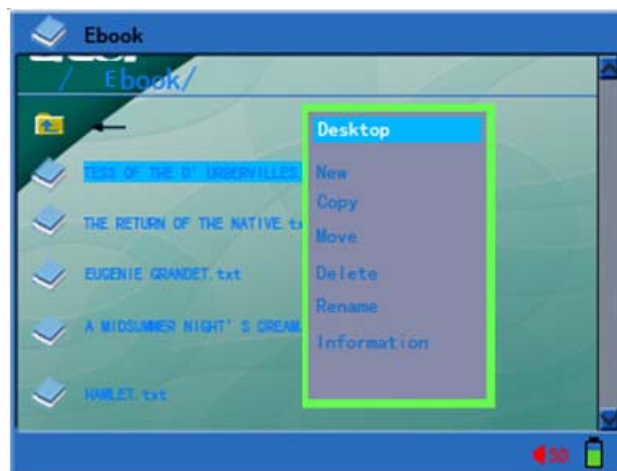 Ebook
/ Ebook/
Desktop
TESS OF THE D' URBERVILLES.
New
Copy
THE RETURN OF THE NATIVE.tx
Move
EUGENIE GRANDET.txt
Delete
Rename
A MIDSUMMER NIGHT' S DREAM.
Information
HAMLET.txt
50